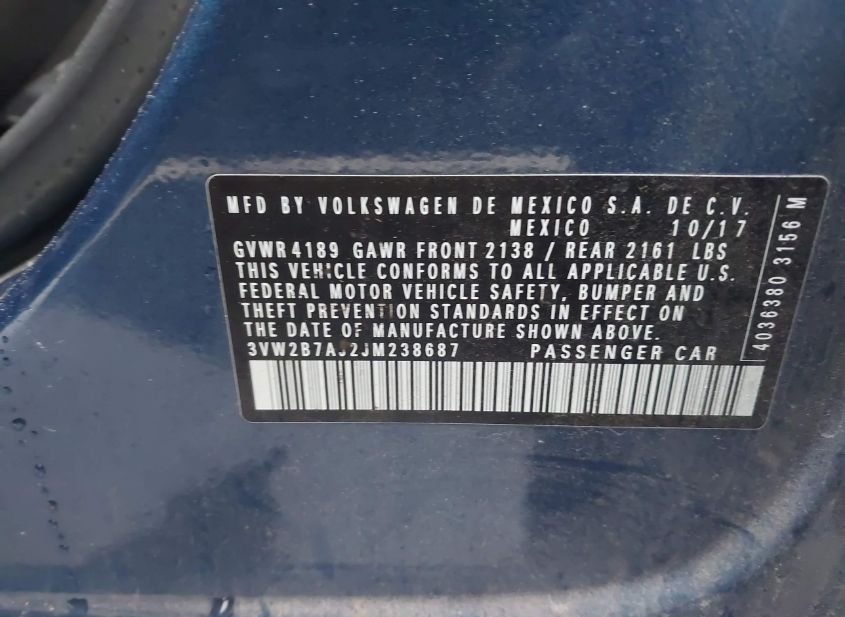 MFD BY VOLKSWAGEN DE MEXICO S.A. DE C.V.
MEXICO 10/17
GVWR 4189 GAWR FRONT 2138 / REAR 2161 LBS
THIS VEHICLE CONFORMS TO ALL APPLICABLE U.S.
FEDERAL MOTOR VEHICLE SAFETY, BUMPER AND
THEFT PREVENTION STANDARDS IN EFFECT ON
THE DATE OF MANUFACTURE SHOWN ABOVE.
3VW2B7AJ2JM238687 PASSENGER CAR
4036380 3156 M